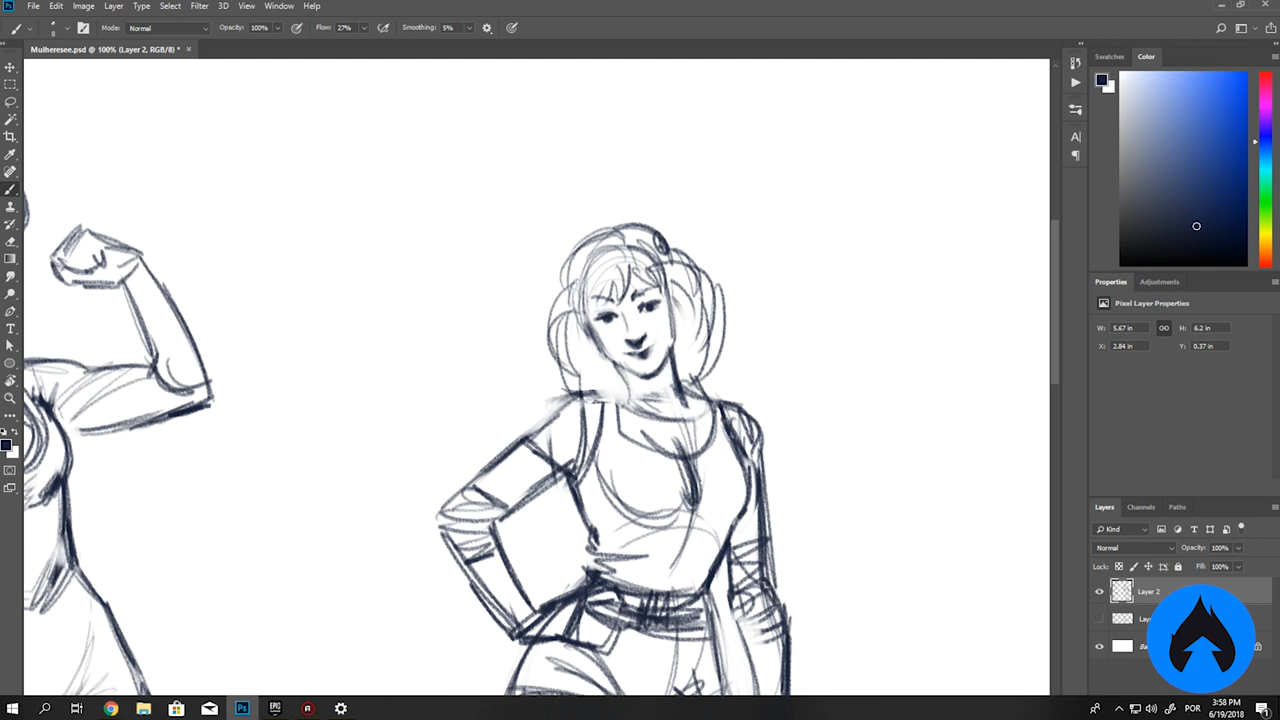 Ps File Edit Image Layer Type Select Filter 3D View Window Help
8 Mode: Normal Opacity: 100% Flow: 27% Smoothing: 5%
Mulheresee.psd @ 100% (Layer 2, RGB/8) *
Swatches Color
Properties Adjustments
Pixel Layer Properties
W: 5.67 in H: 6.2 in
X: 2.84 in Y: 0.37 in
Layers Channels Paths
Kind
Normal Opacity: 100%
Lock: Fill: 100%
Layer 2
POR 3:58 PM
6/19/2018